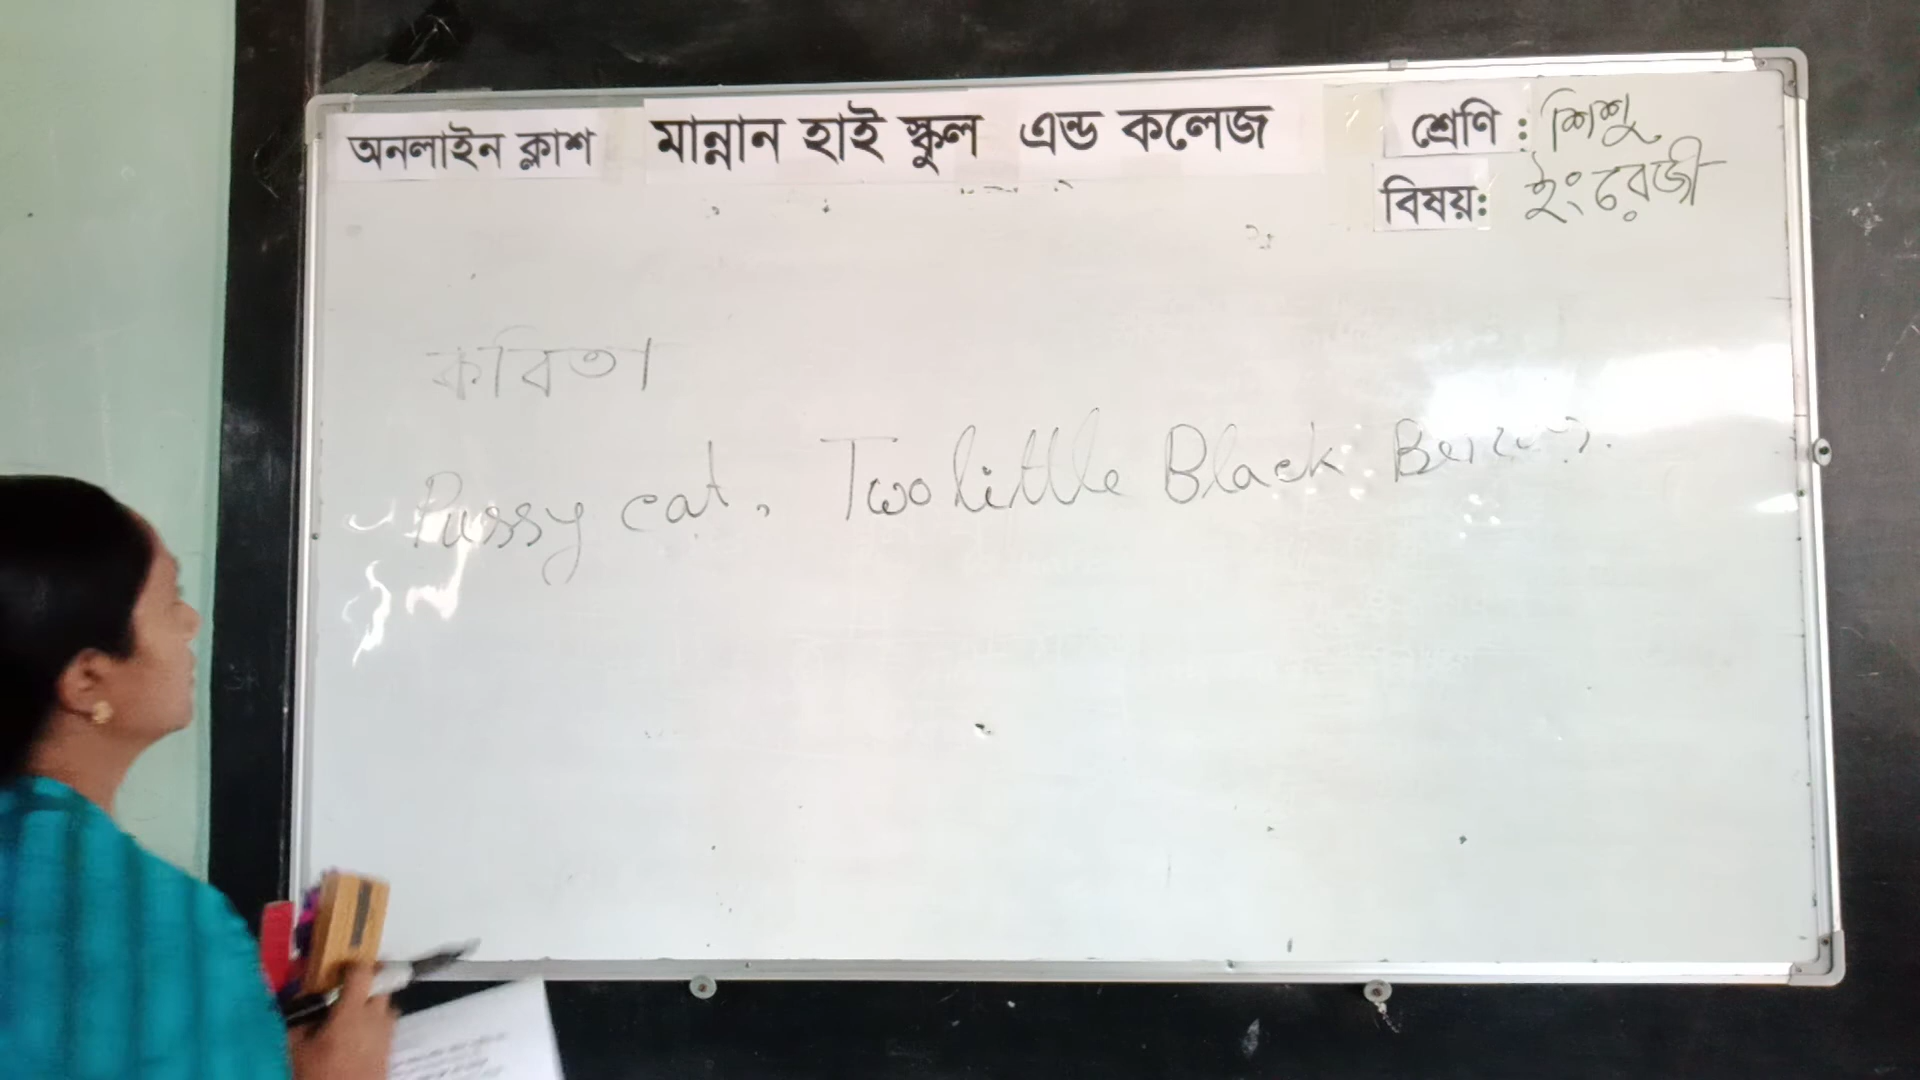 অনলাইন ক্লাশ মান্নান হাই স্কুল এন্ড কলেজ শ্রেণি : শিশু
বিষয়: ইংরেজী
কবিতা
Pussy cat, Two little Black